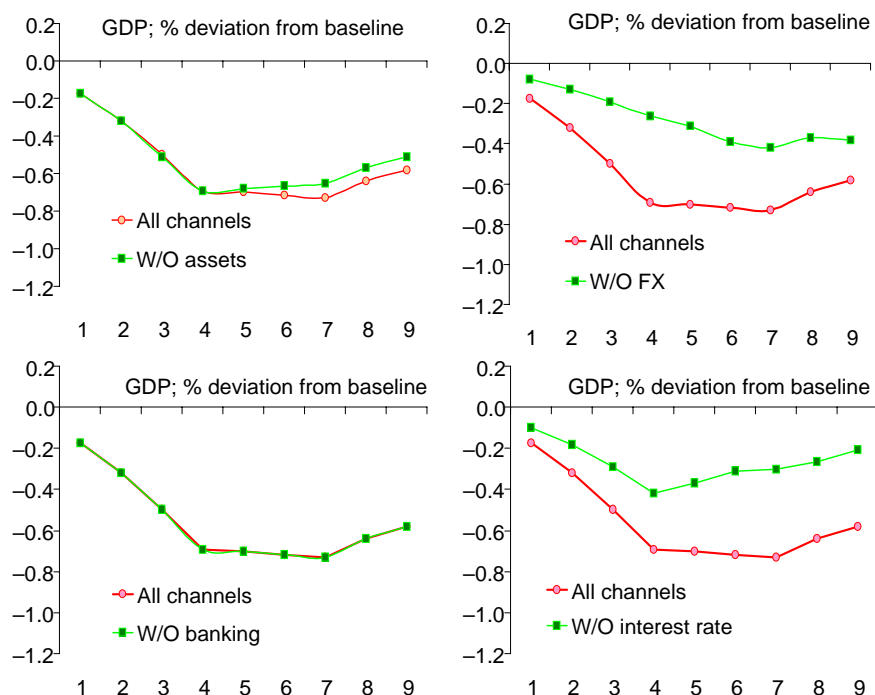 GDP; % deviation from baseline
0.2
0.0
–0.2
–0.4
–0.6
–0.8
–1.0
–1.2
All channels
W/O assets
1 2 3 4 5 6 7 8 9
GDP; % deviation from baseline
0.2
0.0
–0.2
–0.4
–0.6
–0.8
–1.0
–1.2
All channels
W/O FX
1 2 3 4 5 6 7 8 9
GDP; % deviation from baseline
0.2
0.0
–0.2
–0.4
–0.6
–0.8
–1.0
–1.2
All channels
W/O banking
1 2 3 4 5 6 7 8 9
GDP; % deviation from baseline
0.2
0.0
–0.2
–0.4
–0.6
–0.8
–1.0
–1.2
All channels
W/O interest rate
1 2 3 4 5 6 7 8 9